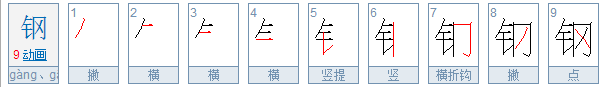 钢 1 2 3 4 5 6 7 8 9
9 动画
gàng、gā 撇 横 横 横 竖提 竖 横折钩 撇 点